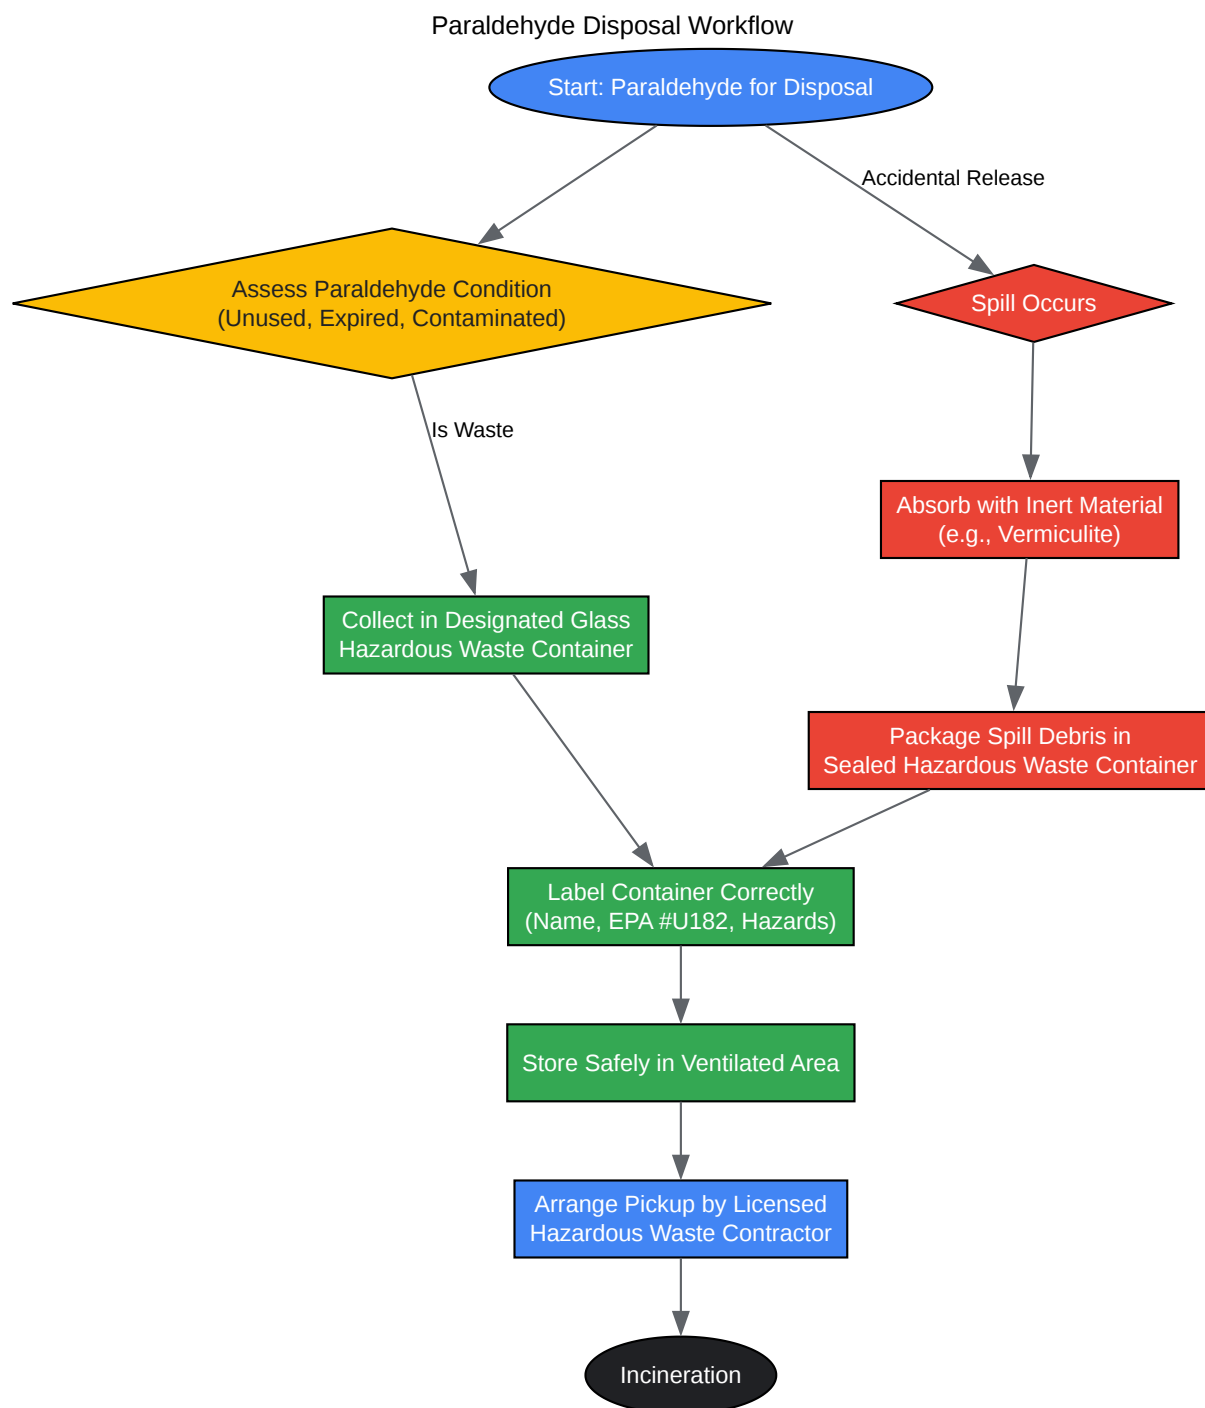 Paraldehyde Disposal Workflow
Start: Paraldehyde for Disposal
Accidental Release
Assess Paraldehyde Condition
(Unused, Expired, Contaminated)
Spill Occurs
Is Waste
Absorb with Inert Material
(e.g., Vermiculite)
Collect in Designated Glass
Hazardous Waste Container
Package Spill Debris in
Sealed Hazardous Waste Container
Label Container Correctly
(Name, EPA #U182, Hazards)
Store Safely in Ventilated Area
Arrange Pickup by Licensed
Hazardous Waste Contractor
Incineration